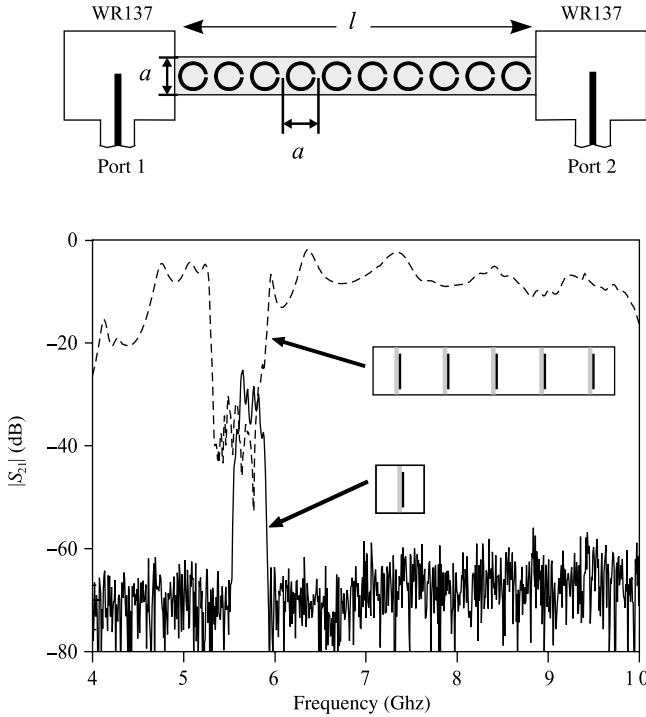 WR137 WR137
l
a
a
Port 1 Port 2
0
−20
−40
−60
−80
|S21| (dB)
4 5 6 7 8 9 10
Frequency (Ghz)